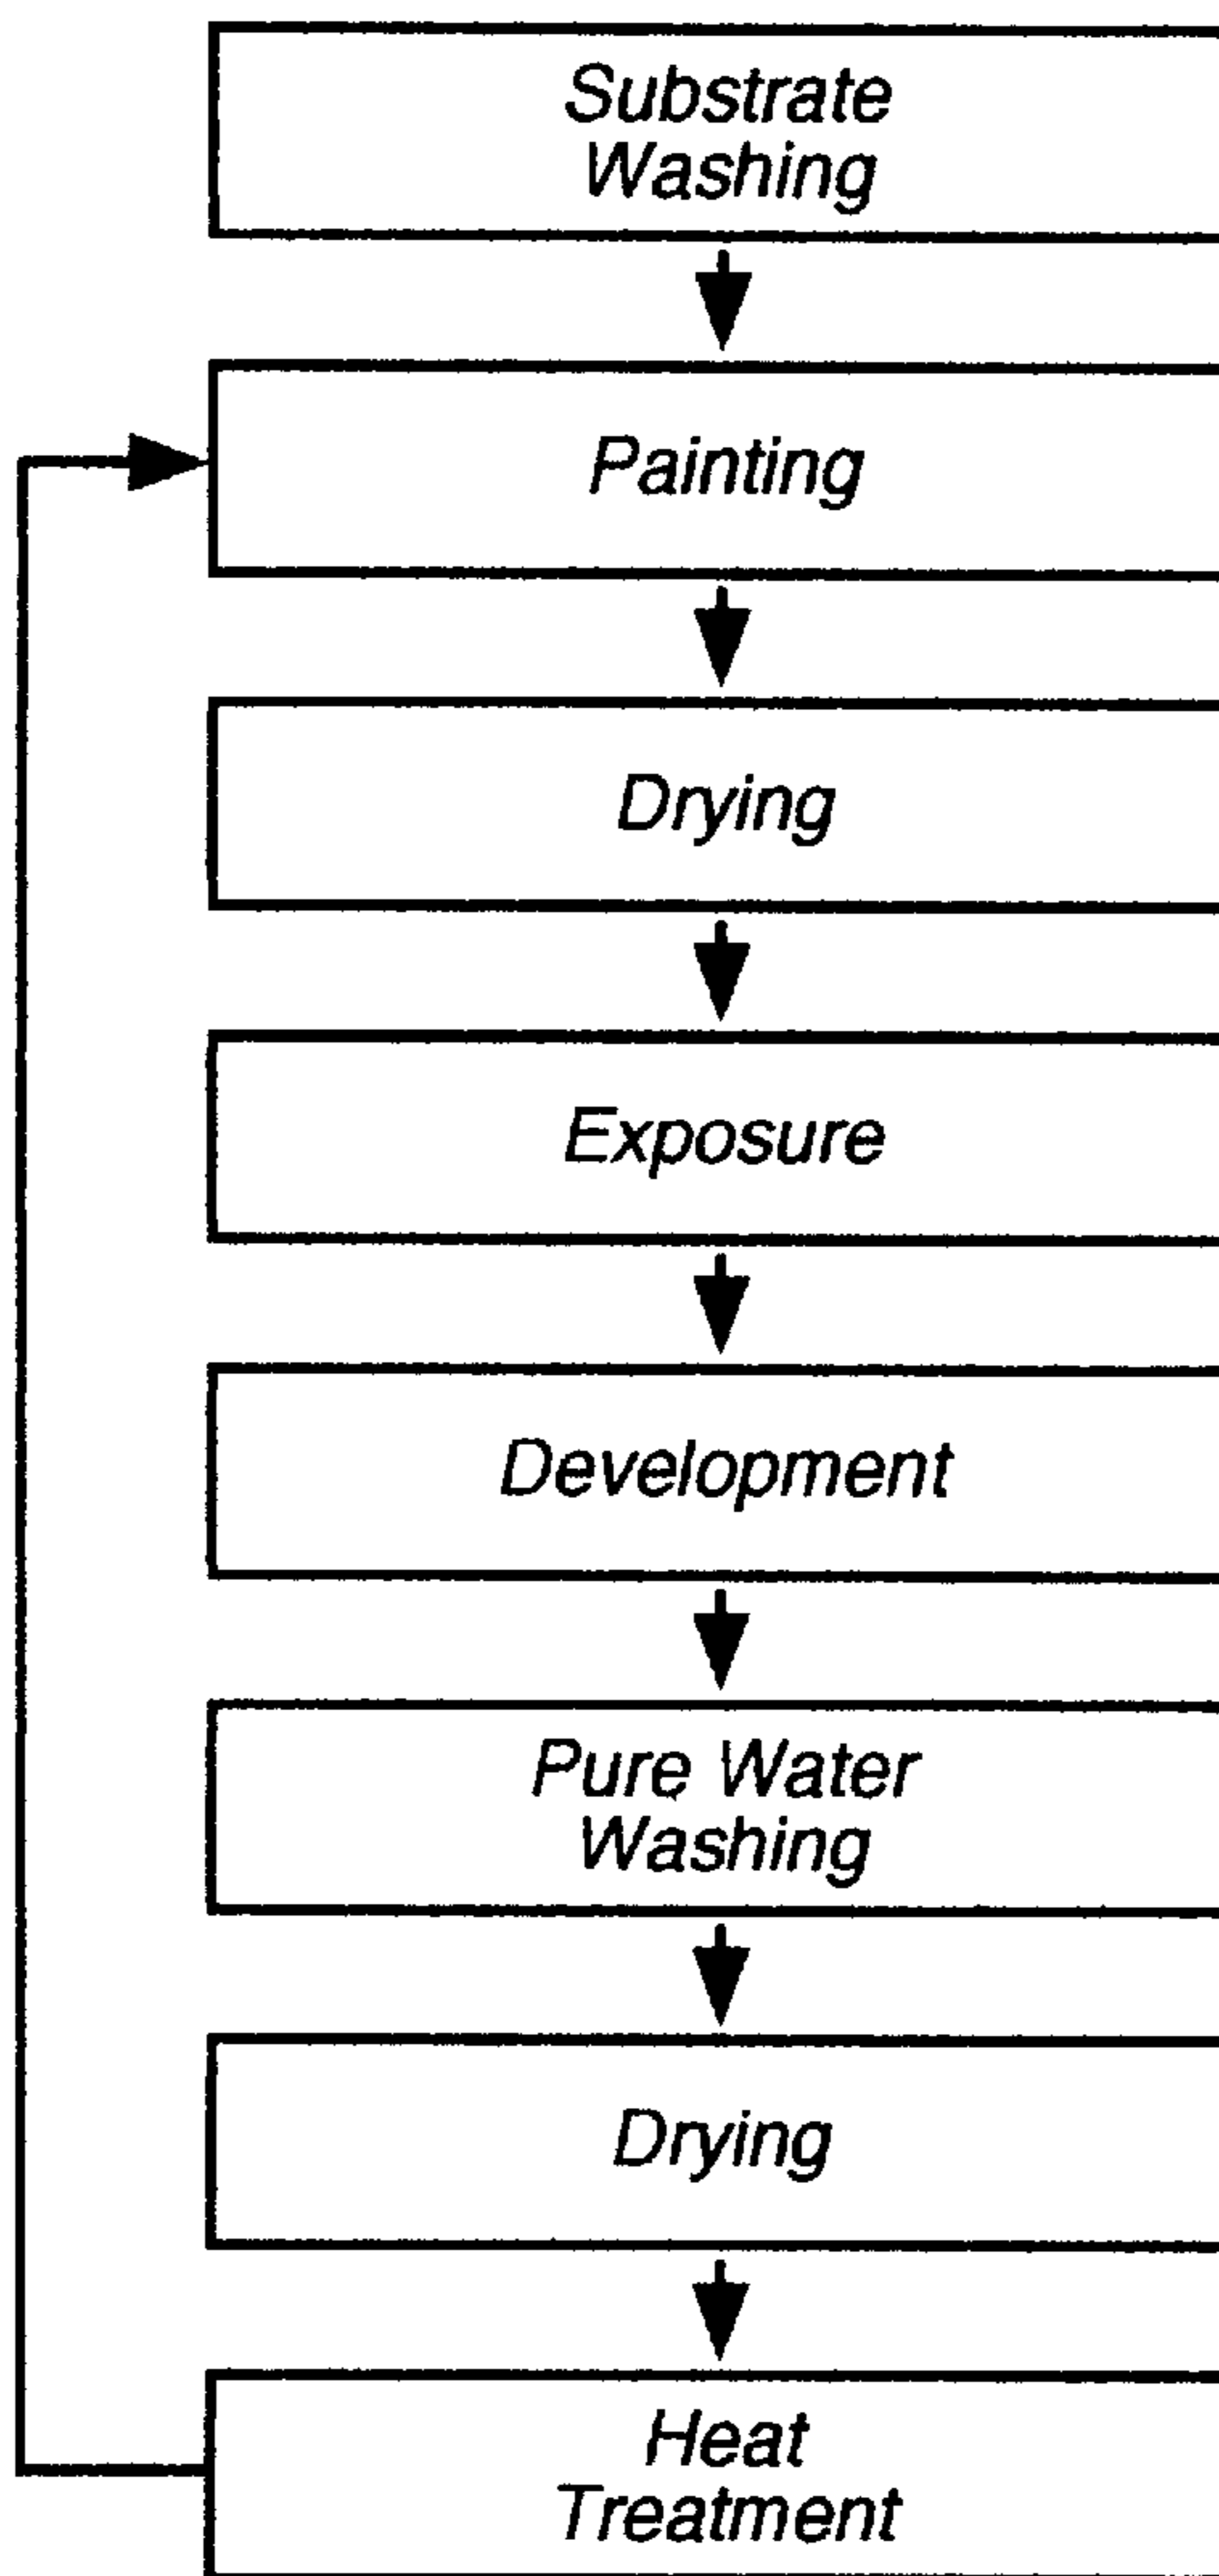 Substrate
Washing
Painting
Drying
Exposure
Development
Pure Water
Washing
Drying
Heat
Treatment